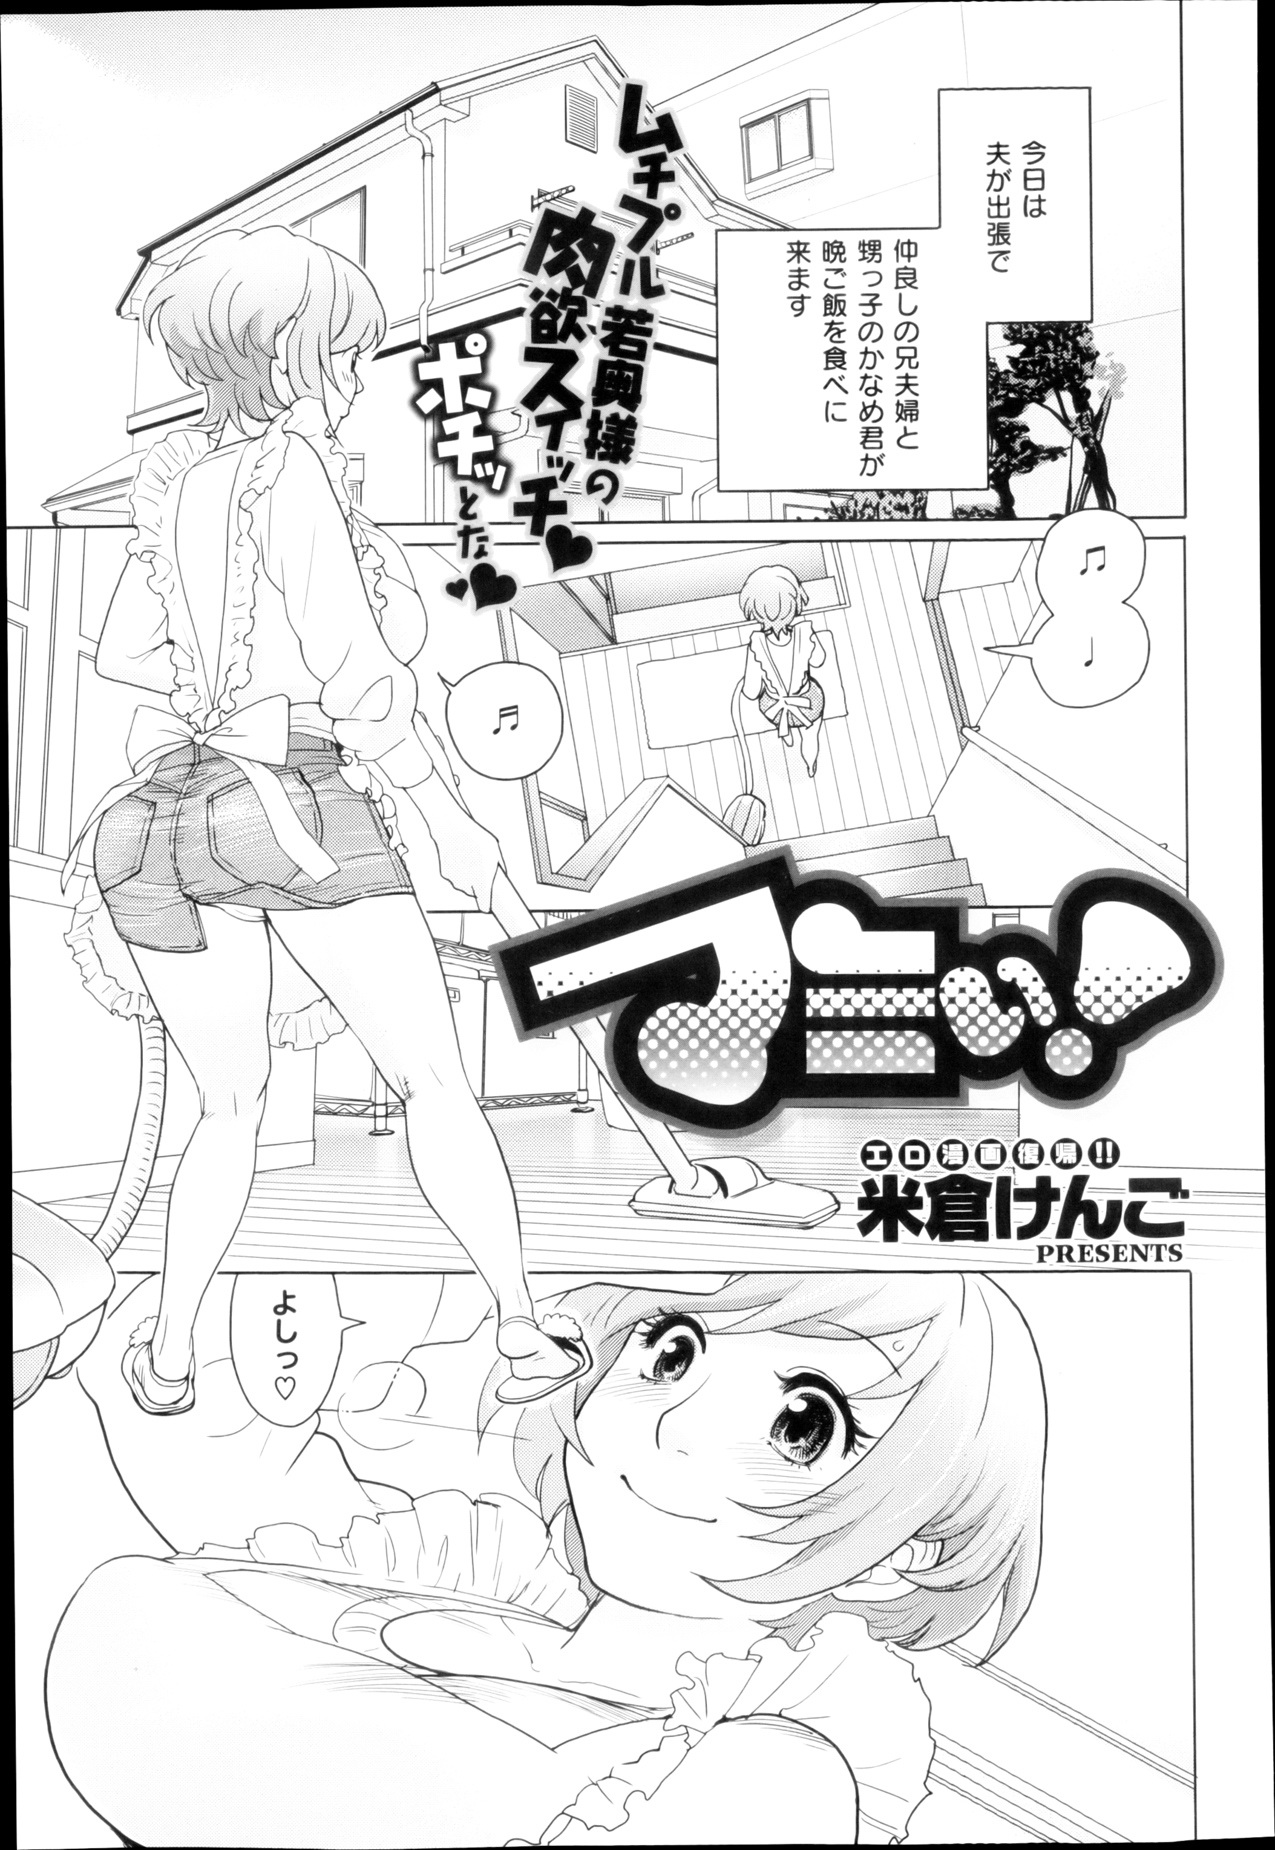 今日は
夫が出張で
仲良しの兄夫婦と
甥っ子のかなめ君が
晩ご飯を食べに
来ます
ムチプル若奥様の
肉欲スイッチ♥
ポチッとな♥♥
♬
♩
♬
マニぃ!
エロ漫画復帰!!
米倉けんご
PRESENTS
よしっ♡